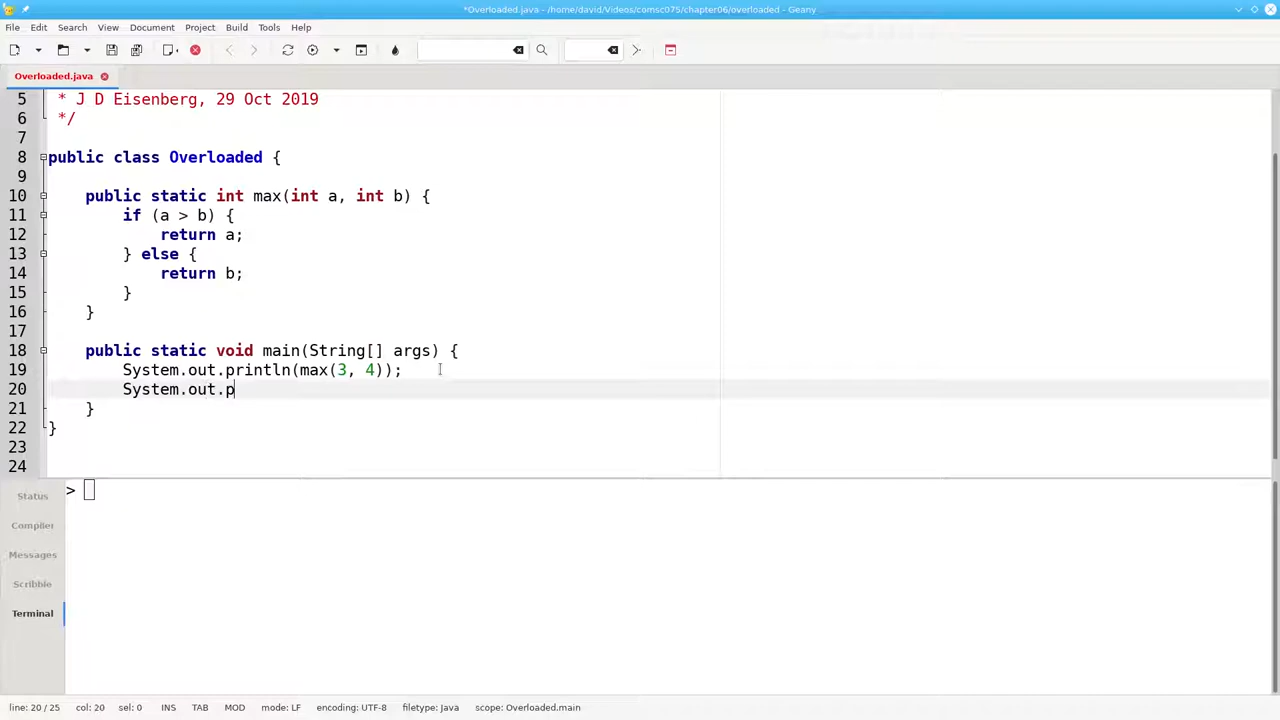 *Overloaded.java - /home/david/Videos/comsc075/chapter06/overloaded - Geany
File Edit Search View Document Project Build Tools Help
Overloaded.java
5  * J D Eisenberg, 29 Oct 2019
6  */
7
8 public class Overloaded {
9
10     public static int max(int a, int b) {
11         if (a > b) {
12             return a;
13         } else {
14             return b;
15         }
16     }
17
18     public static void main(String[] args) {
19         System.out.println(max(3, 4));
20         System.out.p
21     }
22 }
23
24
Status
Compiler
Messages
Scribble
Terminal
>
line: 20 / 25 col: 20 sel: 0 INS TAB MOD mode: LF encoding: UTF-8 filetype: Java scope: Overloaded.main